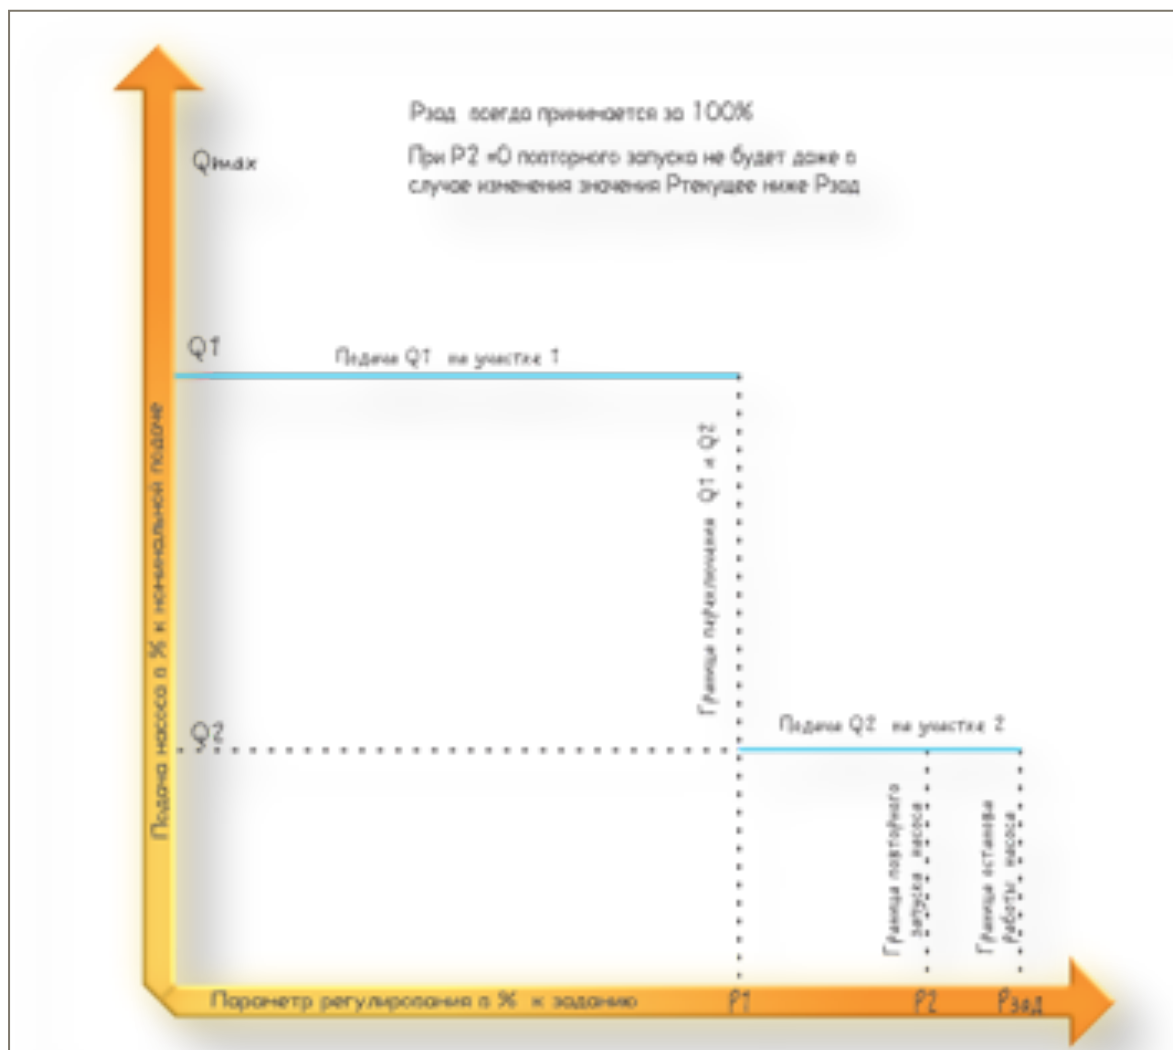 Рзад всегда принимается за 100%
При Р2 =0 повторного запуска не будет даже в
случае изменения значения Ртекущее ниже Рзад
Qmax
Q1
Подача Q1 на участке 1
Граница переключения Q1 и Q2
Подача насоса в % к номинальной подаче
Q2
Подача Q2 на участке 2
Граница повторного
запуска насоса
Граница останова
работы насоса
Параметр регулирования в % к заданию
Р1
Р2
Рзад